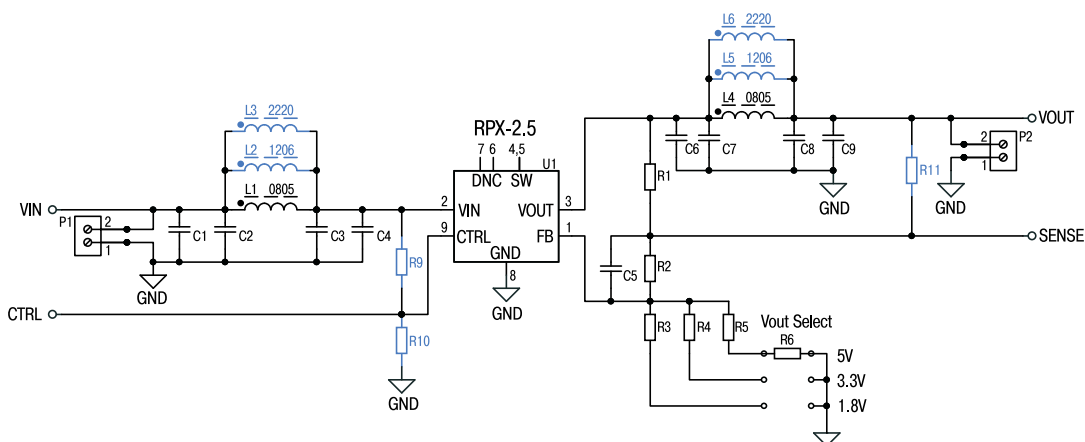 L6 2220
L5 1206
L4 0805
L3 2220
L2 1206
L1 0805
RPX-2.5
7 6 4,5 U1
DNC SW
VIN
P1
2
1
C1
C2
C3
C4
GND
2 VIN
9 CTRL
VOUT 3
FB 1
GND
8
GND
C6
C7
C8
C9
GND
R1
R11
VOUT
P2
2
1
GND
SENSE
C5
R2
R9
CTRL
R10
GND
R3
R4
R5
Vout Select
R6
5V
3.3V
1.8V